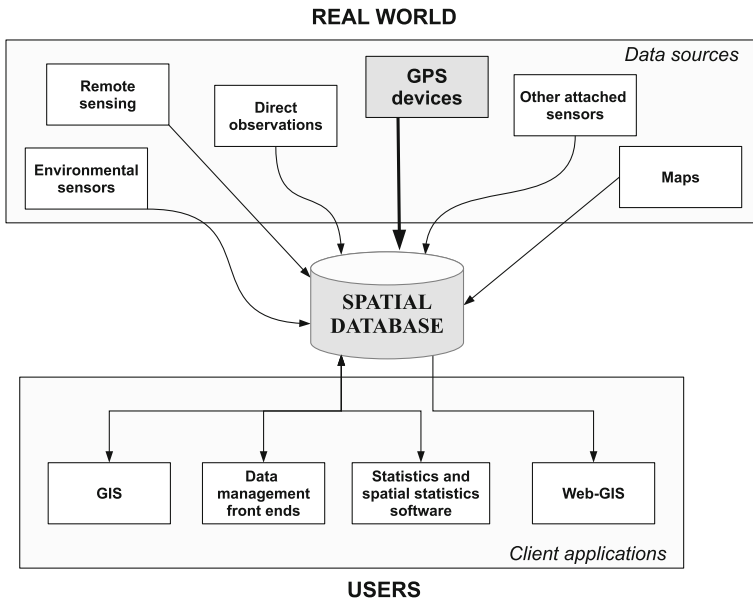 REAL WORLD
Data sources
Remote
sensing
Direct
observations
GPS
devices
Other attached
sensors
Environmental
sensors
Maps
SPATIAL
DATABASE
GIS
Data
management
front ends
Statistics and
spatial statistics
software
Web-GIS
Client applications
USERS